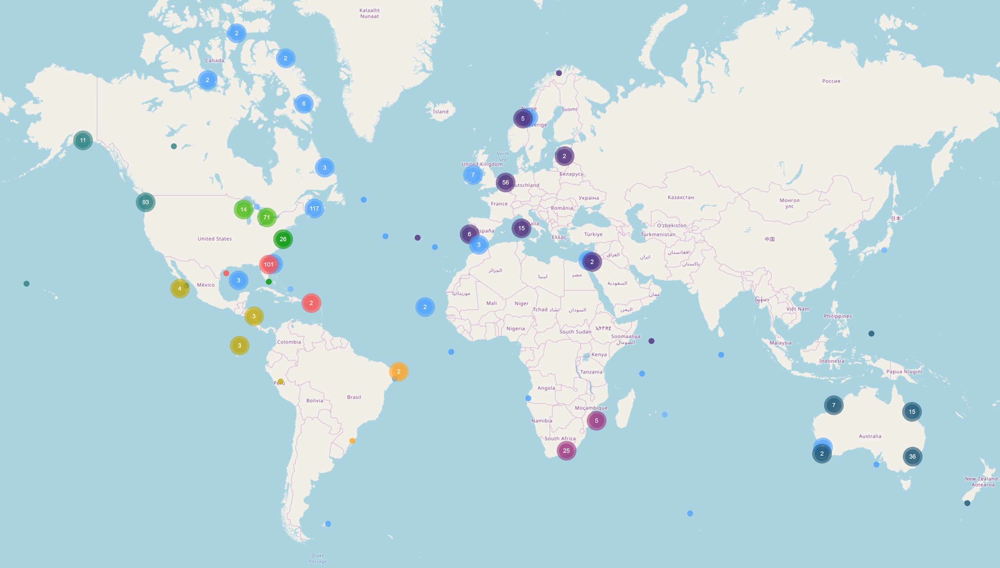 Kalaallit
Nunaat
2
2
Canada
2
Россия
6
Ísland
Norge
Suomi
5
Sverige
11
2
3
North
Sea
United Kingdom
7
Беларусь
56
Deutschland
93
Казахстан
Україна
Монгол
улс
France
14
117
România
71
日本
O'zbekiston
15
Italia
6
España
Türkiye
Türkmenistan
Ελλάς
26
United States
中国
3
افغانستان
العراق
ایران
101
2
پاکستان
الجزائر
ليبيا
مصر
3
السعودية
México
4
موريتانيا
عمان
2
Mali
Niger
2
Tchad تشاد
السودان
اليمن
Việt Nam
3
Philippines
Nigeria
South Sudan
ኢትዮጵያ
Soomaaliya
الصومال
Colombia
3
Malaysia
Kenya
Indonesia
2
Tanzania
Papua Niugini
Perú
Angola
Brasil
Bolivia
7
Moçambique
15
Namibia
5
Australia
South Africa
25
2
36
New Zealand
Aotearoa
Drake
Passage